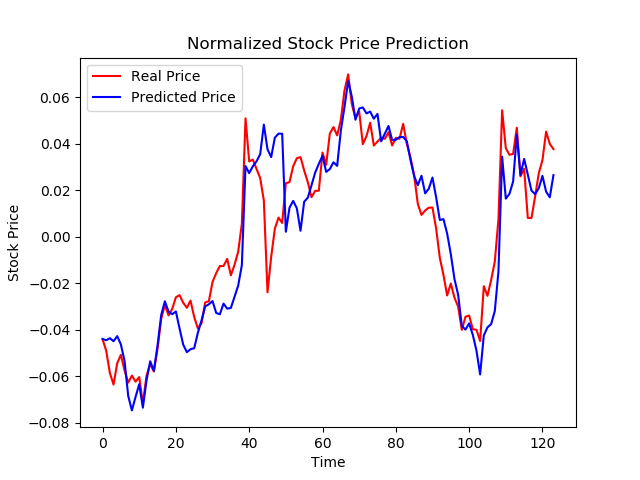 Normalized Stock Price Prediction
Real Price
Predicted Price
0.06
0.04
0.02
0.00
−0.02
−0.04
−0.06
−0.08
Stock Price
0 20 40 60 80 100 120
Time